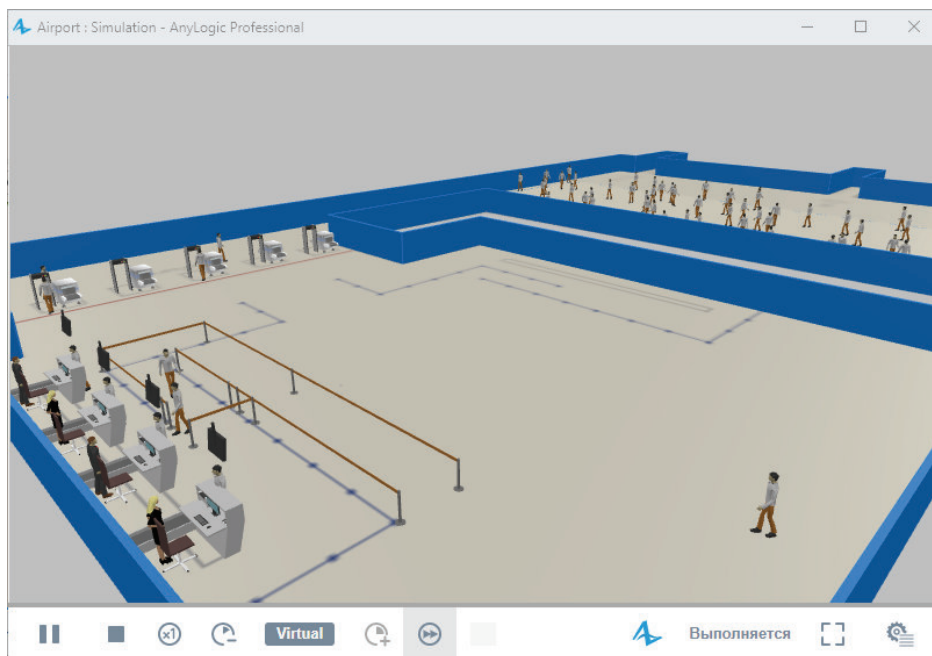 Airport : Simulation - AnyLogic Professional
x1 Virtual Выполняется